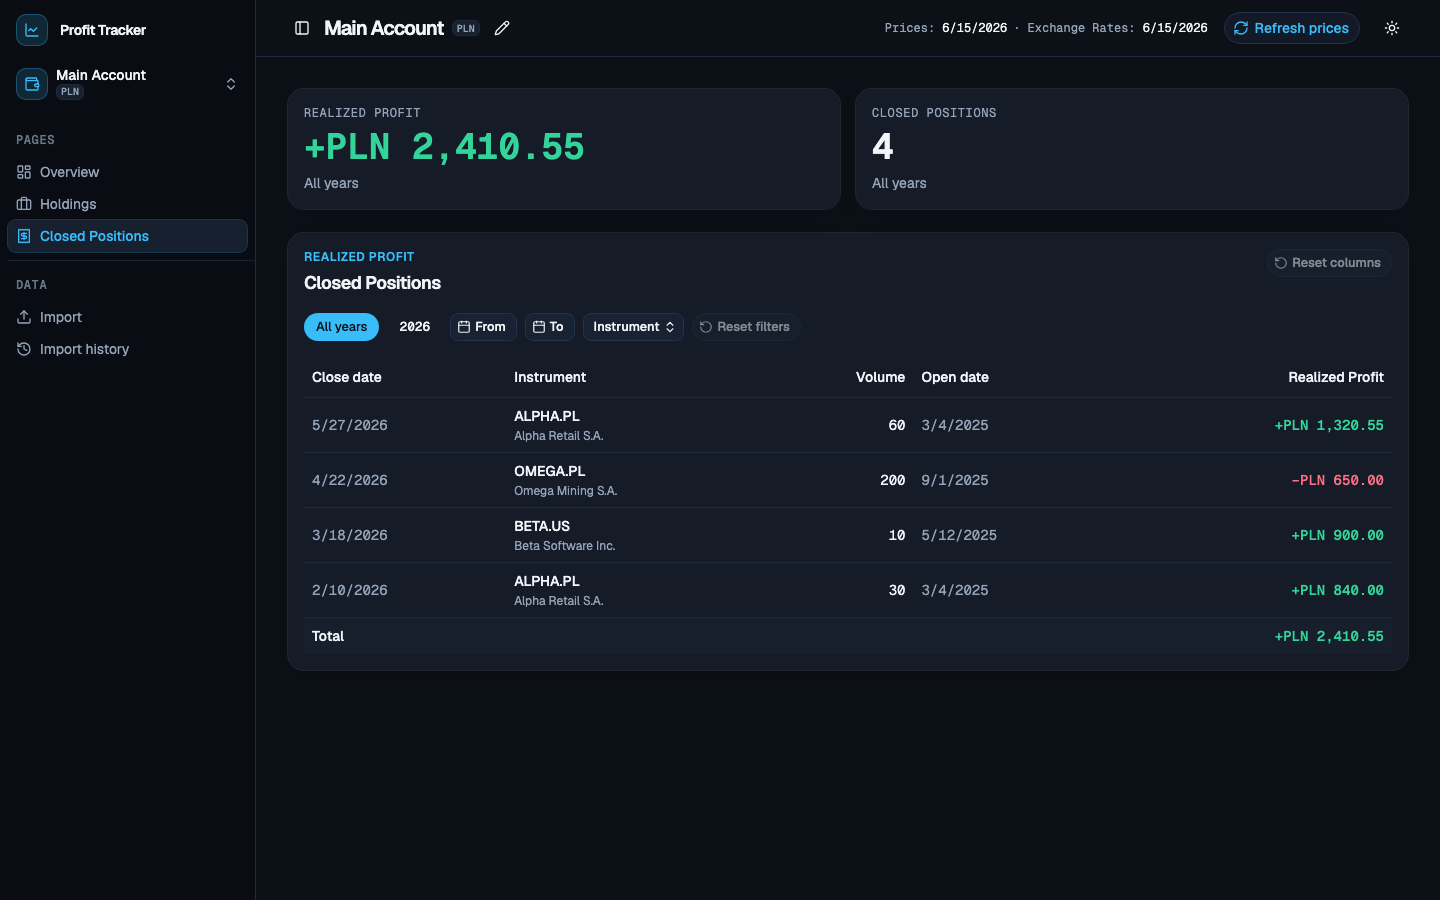 Profit Tracker
Main Account
PLN
PAGES
Overview
Holdings
Closed Positions
DATA
Import
Import history
Main Account PLN
Prices: 6/15/2026 · Exchange Rates: 6/15/2026
Refresh prices
REALIZED PROFIT
+PLN 2,410.55
All years
CLOSED POSITIONS
4
All years
REALIZED PROFIT
Closed Positions
Reset columns
All years 2026 From To Instrument Reset filters
Close date Instrument Volume Open date Realized Profit
5/27/2026 ALPHA.PL 60 3/4/2025 +PLN 1,320.55
Alpha Retail S.A.
4/22/2026 OMEGA.PL 200 9/1/2025 −PLN 650.00
Omega Mining S.A.
3/18/2026 BETA.US 10 5/12/2025 +PLN 900.00
Beta Software Inc.
2/10/2026 ALPHA.PL 30 3/4/2025 +PLN 840.00
Alpha Retail S.A.
Total +PLN 2,410.55